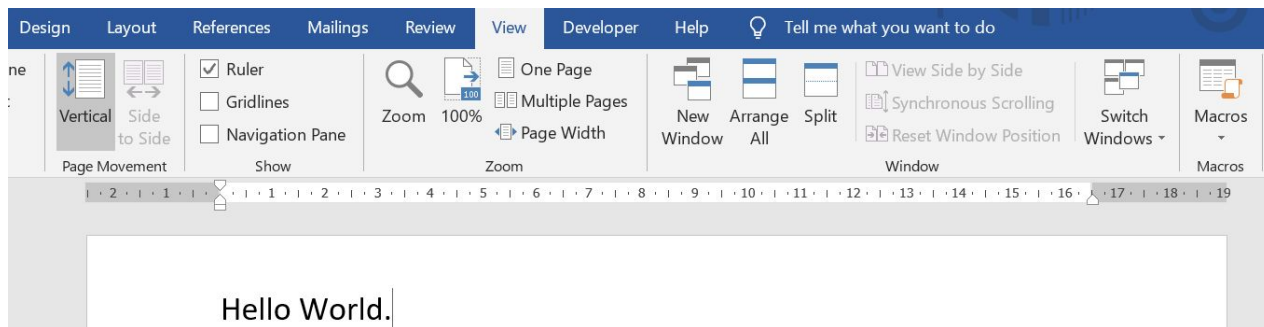 Design Layout References Mailings Review View Developer Help Tell me what you want to do
ne
Vertical
Side
to Side
Page Movement
Ruler
Gridlines
Navigation Pane
Show
Zoom
100
100%
One Page
Multiple Pages
Page Width
Zoom
New
Window
Arrange
All
Split
View Side by Side
Synchronous Scrolling
Reset Window Position
Switch
Windows
Window
Macros
Macros
2 1 1 2 3 4 5 6 7 8 9 10 11 12 13 14 15 16 17 18 19
Hello World.